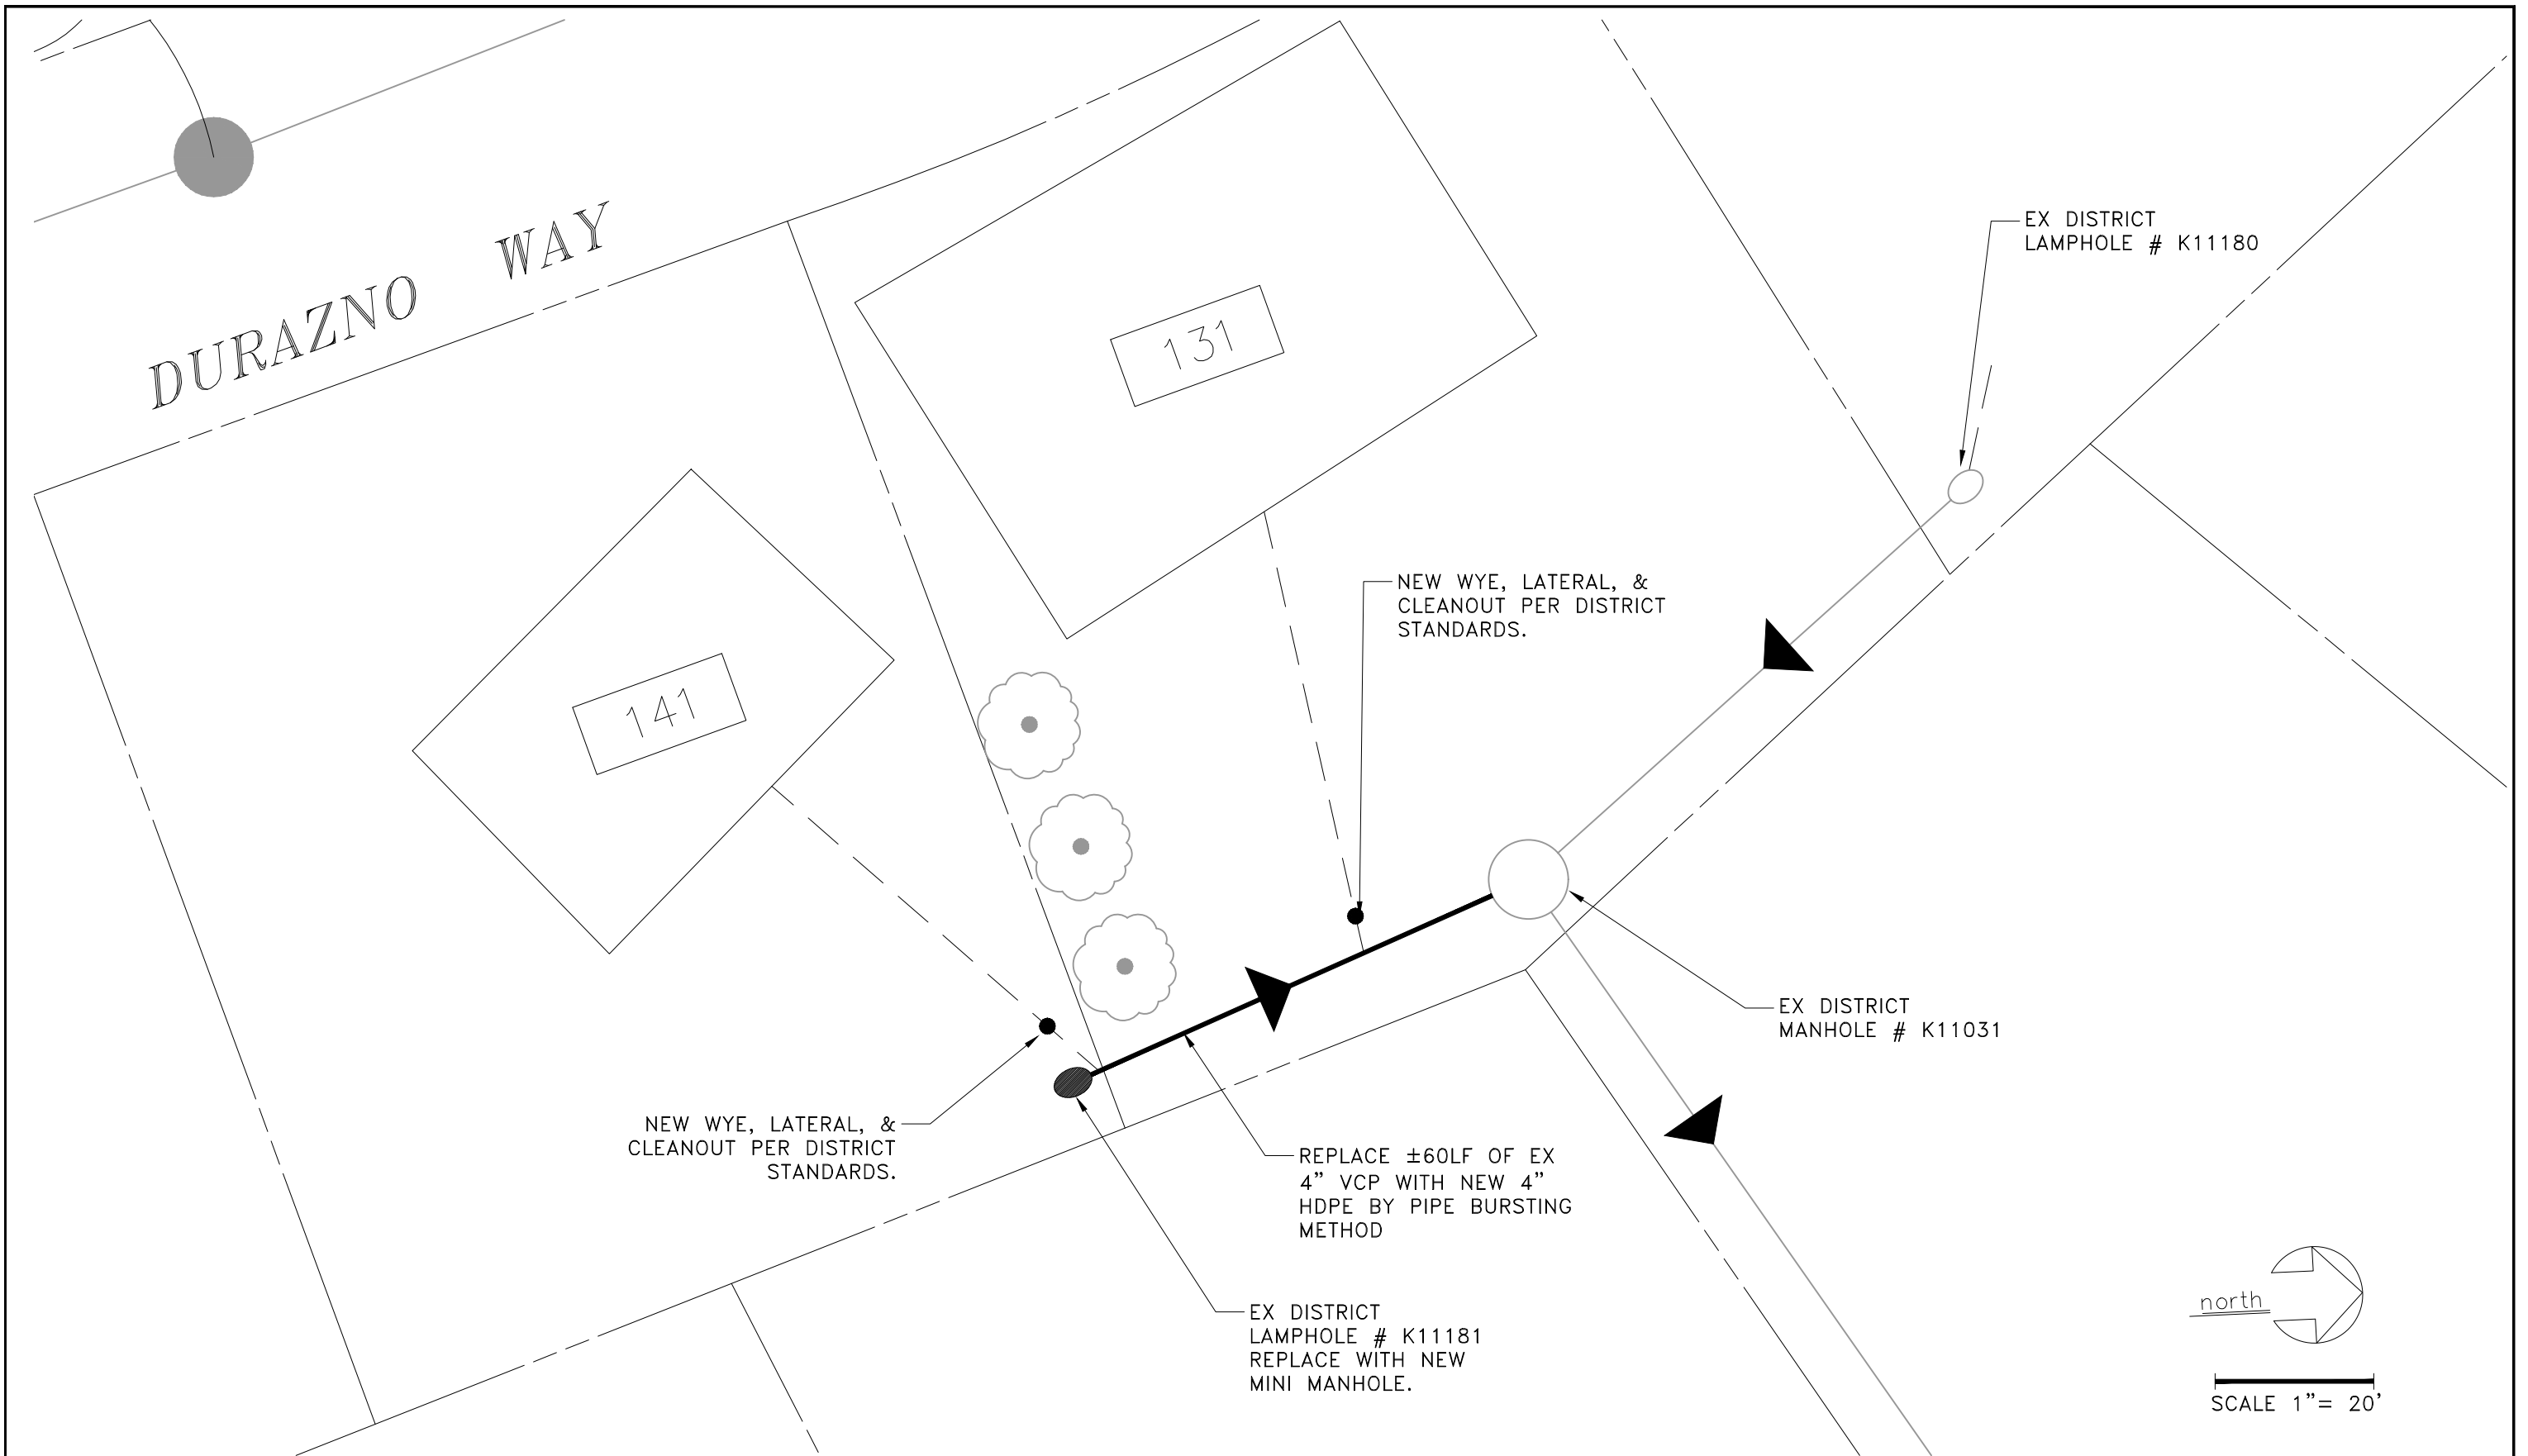 DURAZNO WAY
EX DISTRICT
LAMPHOLE # K11180
131
NEW WYE, LATERAL, &
CLEANOUT PER DISTRICT
STANDARDS.
141
EX DISTRICT
MANHOLE # K11031
NEW WYE, LATERAL, &
CLEANOUT PER DISTRICT
STANDARDS.
REPLACE ±60LF OF EX
4" VCP WITH NEW 4"
HDPE BY PIPE BURSTING
METHOD
EX DISTRICT
LAMPHOLE # K11181
REPLACE WITH NEW
MINI MANHOLE.
north
SCALE 1"= 20'